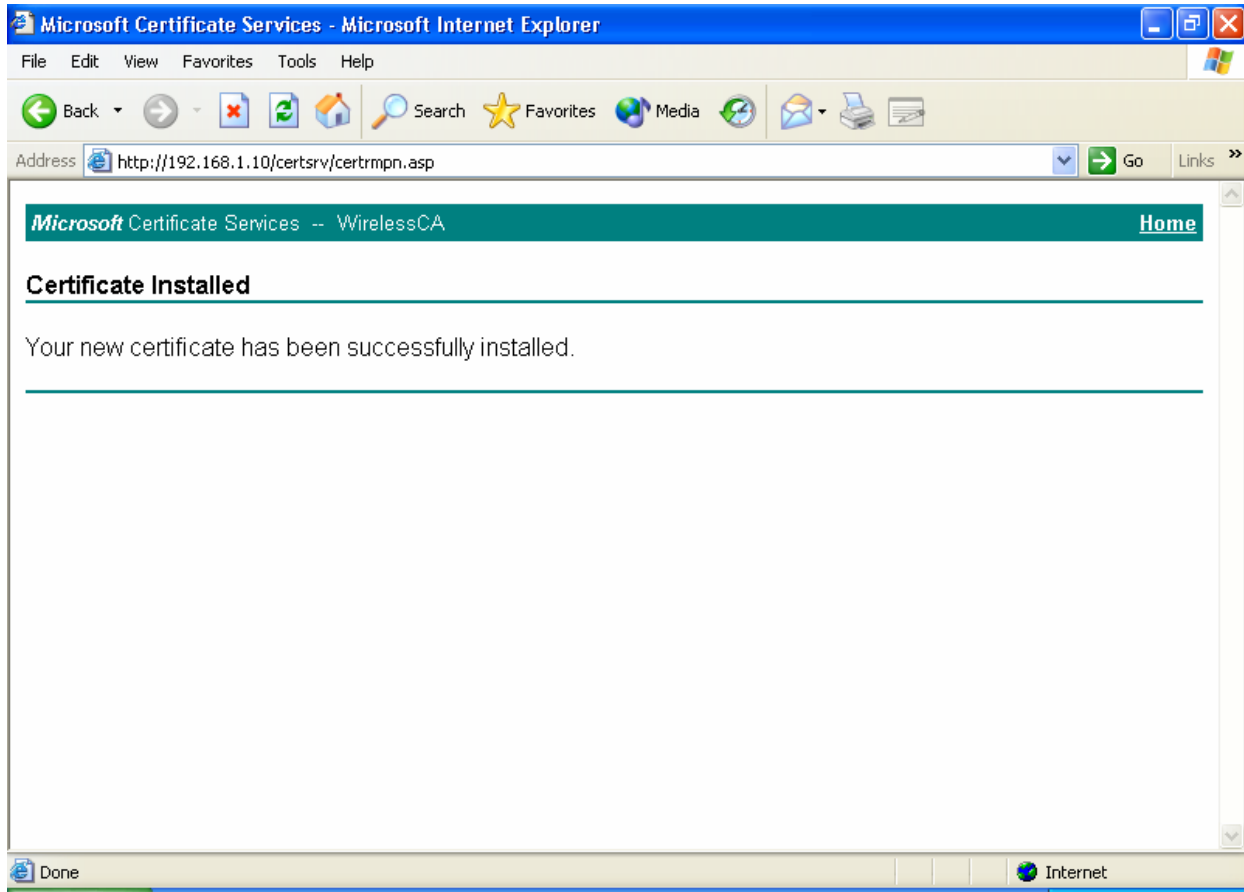 Microsoft Certificate Services - Microsoft Internet Explorer
File Edit View Favorites Tools Help
Back Search Favorites Media
Address http://192.168.1.10/certsrv/certrmpn.asp Go Links »
Microsoft Certificate Services -- WirelessCA Home
Certificate Installed
Your new certificate has been successfully installed.
Done Internet